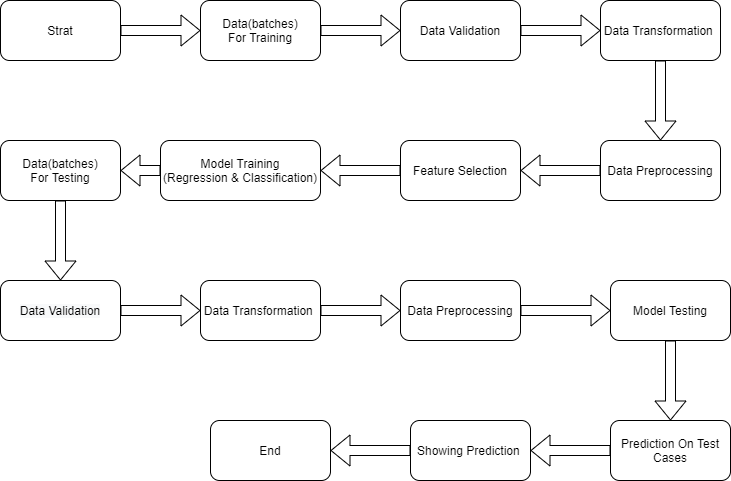 Strat
Data(batches)
For Training
Data Validation
Data Transformation
Data(batches)
For Testing
Model Training
(Regression & Classification)
Feature Selection
Data Preprocessing
Data Validation
Data Transformation
Data Preprocessing
Model Testing
End
Showing Prediction
Prediction On Test
Cases